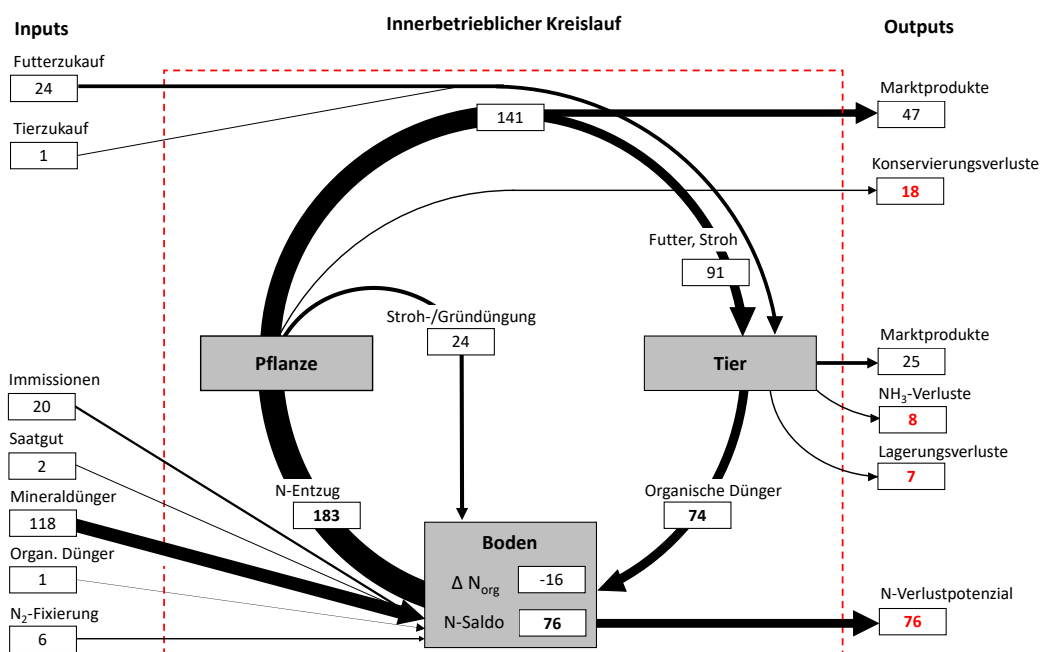 Inputs
Innerbetrieblicher Kreislauf
Outputs
Futterzukauf
24
Tierzukauf
1
141
Marktprodukte
47
Konservierungsverluste
18
Futter, Stroh
91
Stroh-/Gründüngung
24
Pflanze
Tier
Marktprodukte
25
NH₃-Verluste
8
Lagerungsverluste
7
Immissionen
20
Saatgut
2
Mineraldünger
118
Organ. Dünger
1
N₂-Fixierung
6
N-Entzug
183
Organische Dünger
74
Boden
Δ Norg -16
N-Saldo 76
N-Verlustpotenzial
76